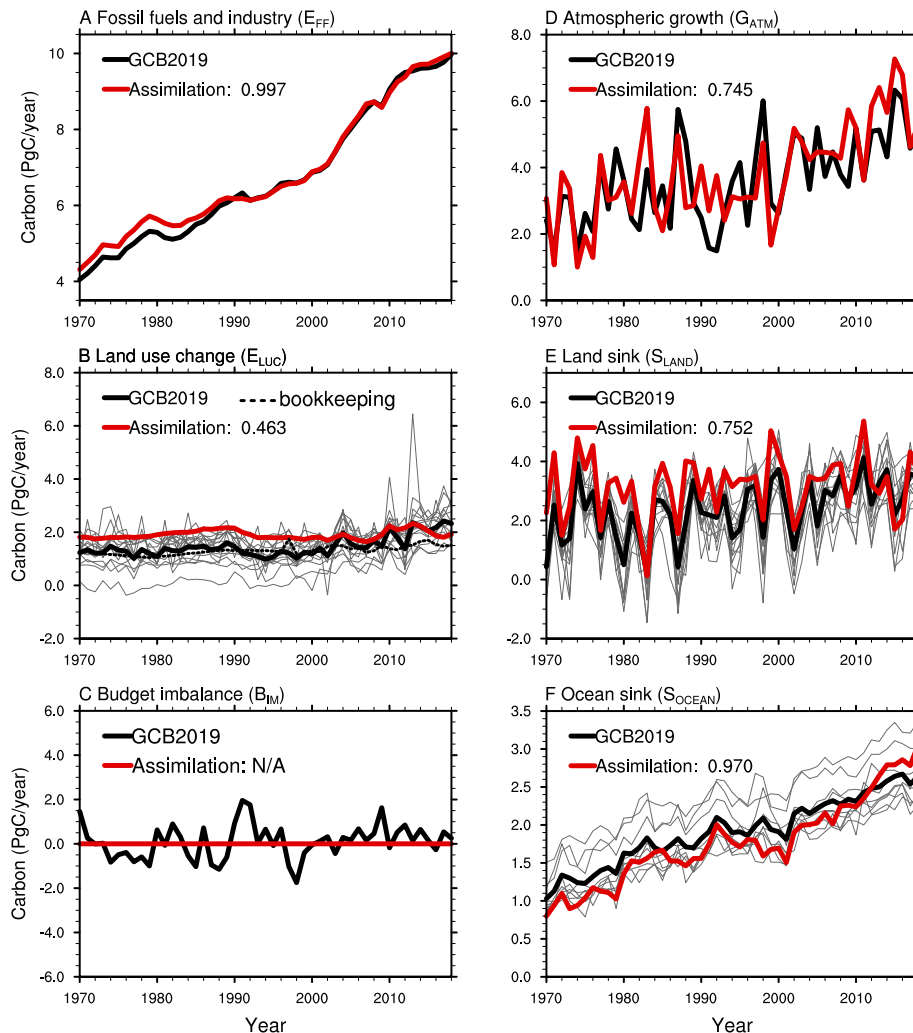 A Fossil fuels and industry (EFF)
GCB2019
Assimilation: 0.997
Carbon (PgC/year)
10
8
6
4
1970 1980 1990 2000 2010
D Atmospheric growth (GATM)
8.0
GCB2019
Assimilation: 0.745
6.0
4.0
2.0
0.0
1970 1980 1990 2000 2010
B Land use change (ELUC)
8.0
GCB2019 bookkeeping
Assimilation: 0.463
Carbon (PgC/year)
6.0
4.0
2.0
0.0
-2.0
1970 1980 1990 2000 2010
E Land sink (SLAND)
GCB2019
Assimilation: 0.752
6.0
4.0
2.0
0.0
-2.0
1970 1980 1990 2000 2010
C Budget imbalance (BIM)
6.0
GCB2019
Assimilation: N/A
Carbon (PgC/year)
4.0
2.0
0.0
-2.0
-4.0
-6.0
1970 1980 1990 2000 2010
Year
F Ocean sink (SOCEAN)
3.5
GCB2019
Assimilation: 0.970
3.0
2.5
2.0
1.5
1.0
0.5
0.0
1970 1980 1990 2000 2010
Year